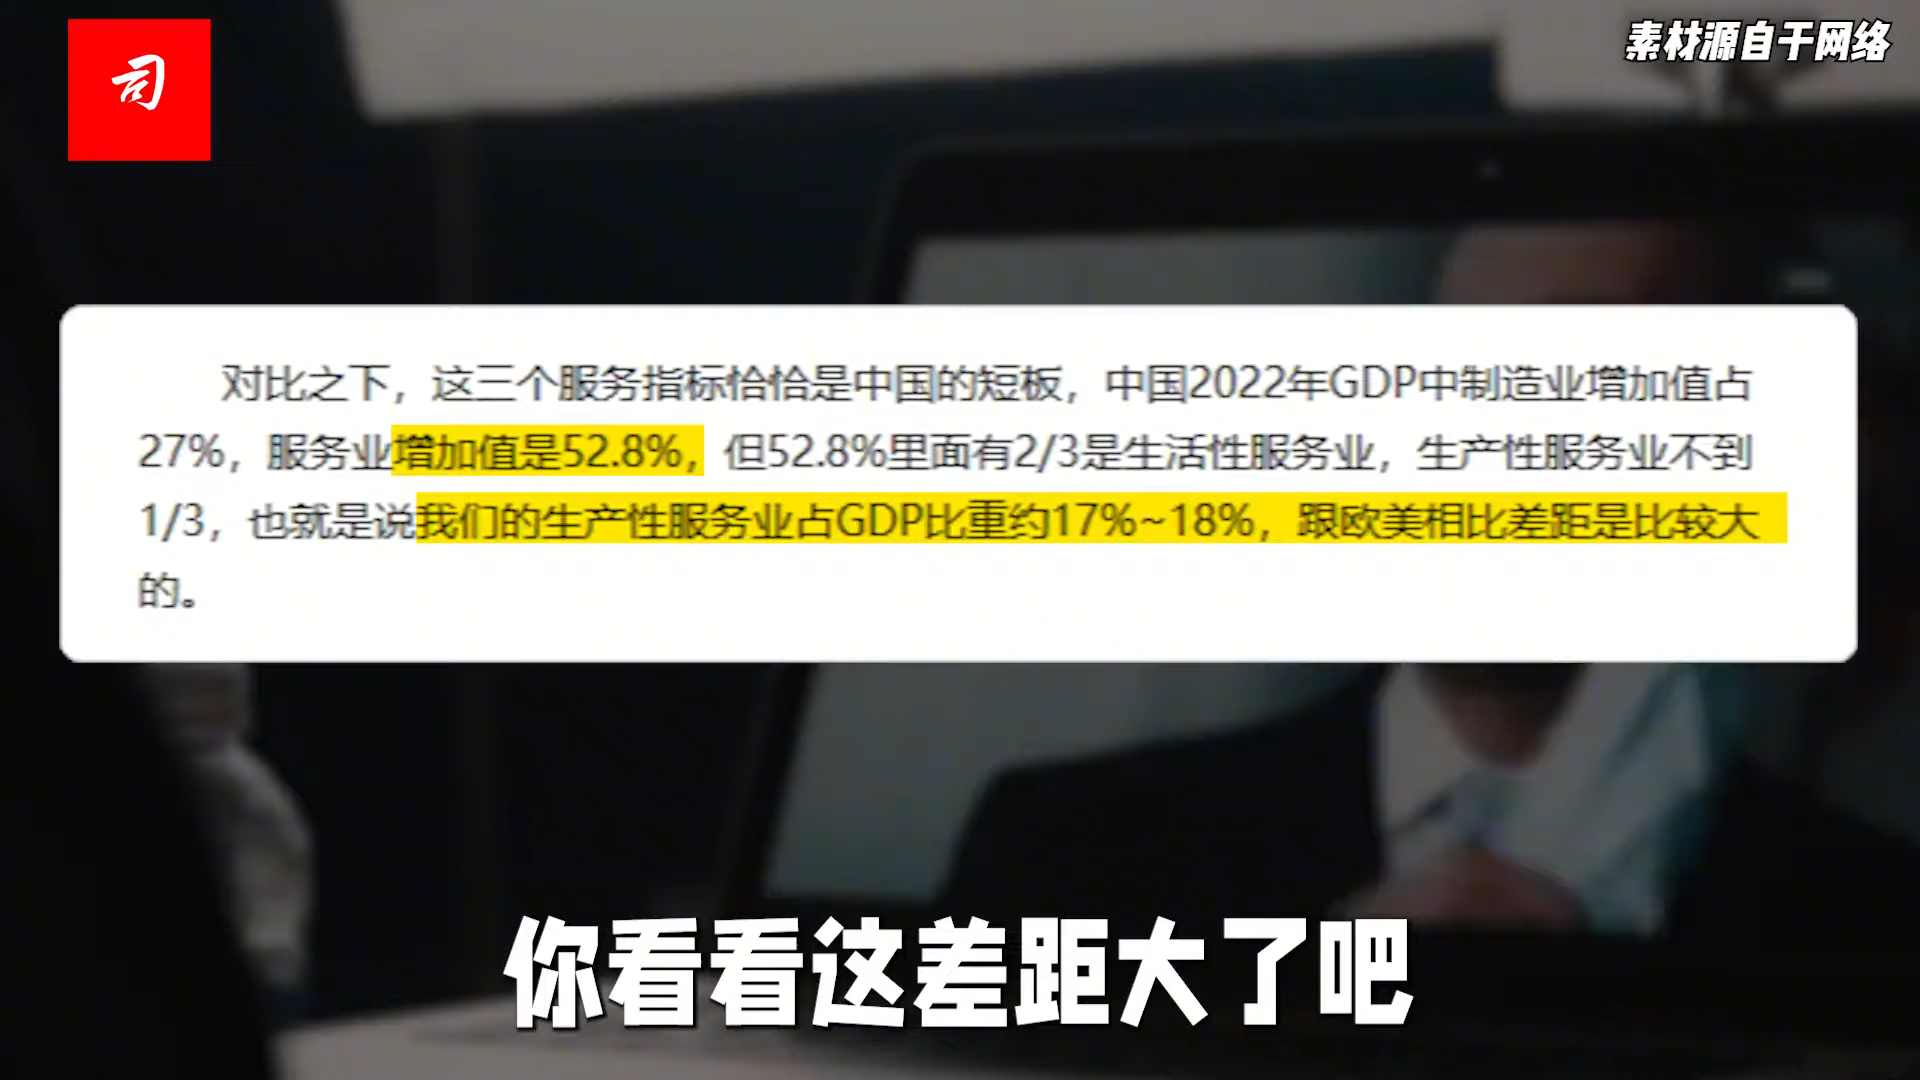 司
素材源自于网络
对比之下，这三个服务指标恰恰是中国的短板，中国2022年GDP中制造业增加值占
27%，服务业增加值是52.8%，但52.8%里面有2/3是生活性服务业，生产性服务业不到
1/3，也就是说我们的生产性服务业占GDP比重约17%~18%，跟欧美相比差距是比较大
的。
你看看这差距大了吧